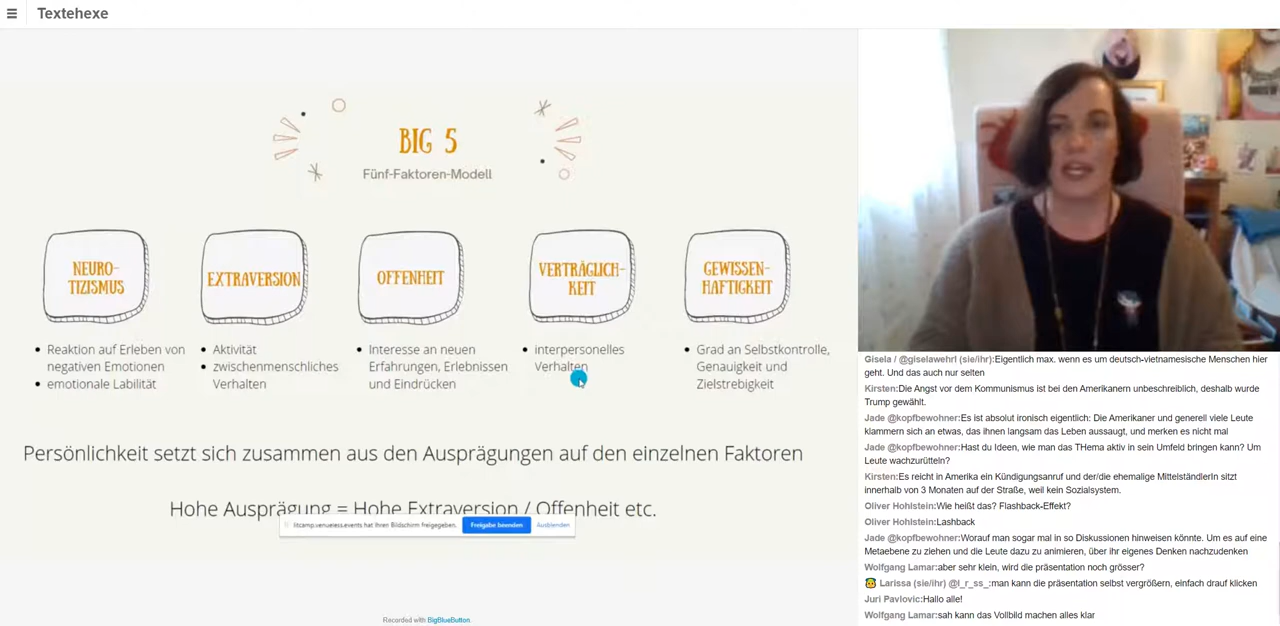 Textehexe
BIG 5
Fünf-Faktoren-Modell
NEURO-
TIZISMUS
EXTRAVERSION
OFFENHEIT
VERTRÄGLICH-
KEIT
GEWISSEN-
HAFTIGKEIT
Reaktion auf Erleben von
negativen Emotionen
emotionale Labilität
Aktivität
zwischenmenschliches
Verhalten
Interesse an neuen
Erfahrungen, Erlebnissen
und Eindrücken
interpersonelles
Verhalten
Grad an Selbstkontrolle,
Genauigkeit und
Zielstrebigkeit
Persönlichkeit setzt sich zusammen aus den Ausprägungen auf den einzelnen Faktoren
Hohe Ausprägung = Hohe Extraversion / Offenheit etc.
litcamp.venueless.events hat Ihren Bildschirm freigegeben. Freigabe beenden Ausblenden
Recorded with BigBlueButton
Gisela / @giselawehrl (sie/ihr):Eigentlich max. wenn es um deutsch-vietnamesische Menschen hier
geht. Und das auch nur selten
Kirsten:Die Angst vor dem Kommunismus ist bei den Amerikanern unbeschreiblich, deshalb wurde
Trump gewählt.
Jade @kopfbewohner:Es ist absolut ironisch eigentlich: Die Amerikaner und generell viele Leute
klammern sich an etwas, das ihnen langsam das Leben aussaugt, und merken es nicht mal
Jade @kopfbewohner:Hast du Ideen, wie man das THema aktiv in sein Umfeld bringen kann? Um
Leute wachzurütteln?
Kirsten:Es reicht in Amerika ein Kündigungsanruf und der/die ehemalige MittelständlerIn sitzt
innerhalb von 3 Monaten auf der Straße, weil kein Sozialsystem.
Oliver Hohlstein:Wie heißt das? Flashback-Effekt?
Oliver Hohlstein:Lashback
Jade @kopfbewohner:Worauf man sogar mal in so Diskussionen hinweisen könnte. Um es auf eine
Metaebene zu ziehen und die Leute dazu zu animieren, über ihr eigenes Denken nachzudenken
Wolfgang Lamar:aber sehr klein, wird die präsentation noch grösser?
Larissa (sie/ihr) @l_r_ss_:man kann die präsentation selbst vergrößern, einfach drauf klicken
Juri Pavlovic:Hallo alle!
Wolfgang Lamar:sah kann das Vollbild machen alles klar